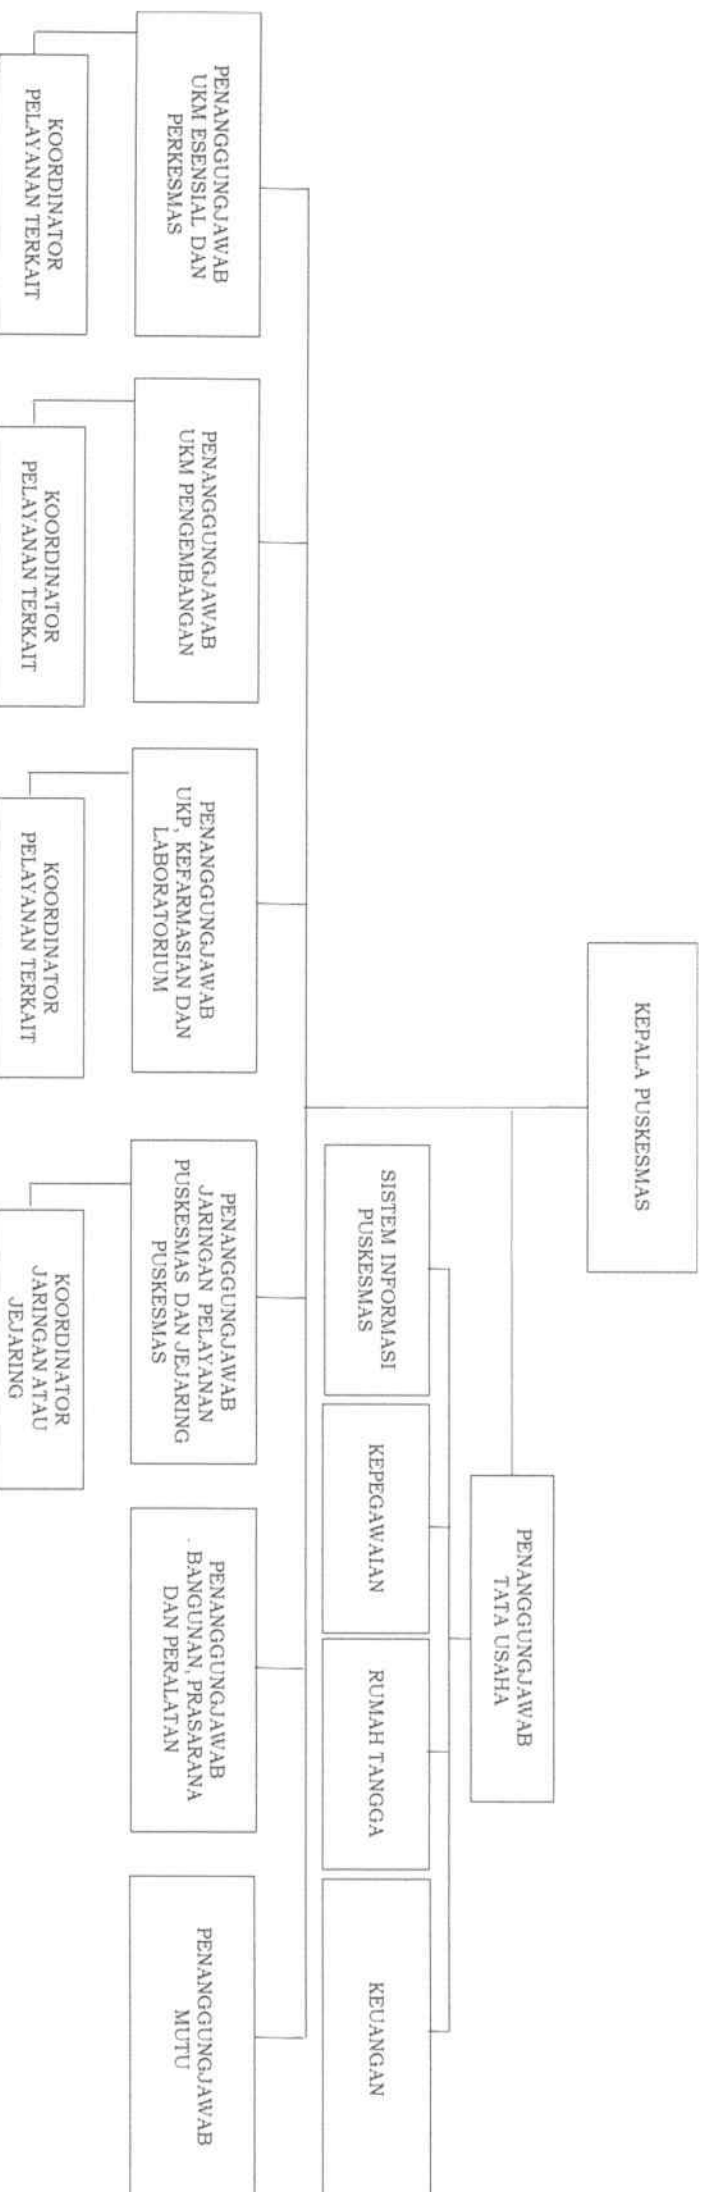 KEPALA PUSKESMAS
PENANGGUNGJAWAB
TATA USAHA
SISTEM INFORMASI
PUSKESMAS
KEPEGAWAIAN
RUMAH TANGGA
KEUANGAN
PENANGGUNGJAWAB
UKM ESENSIAL DAN
PERKESMAS
PENANGGUNGJAWAB
UKM PENGEMBANGAN
PENANGGUNGJAWAB
UKP, KEFARMASIAN DAN
LABORATORIUM
PENANGGUNGJAWAB
JARINGAN PELAYANAN
PUSKESMAS DAN JEJARING
PUSKESMAS
PENANGGUNGJAWAB
BANGUNAN, PRASARANA
DAN PERALATAN
PENANGGUNGJAWAB
MUTU
KOORDINATOR
PELAYANAN TERKAIT
KOORDINATOR
PELAYANAN TERKAIT
KOORDINATOR
PELAYANAN TERKAIT
KOORDINATOR
JARINGAN ATAU
JEJARING